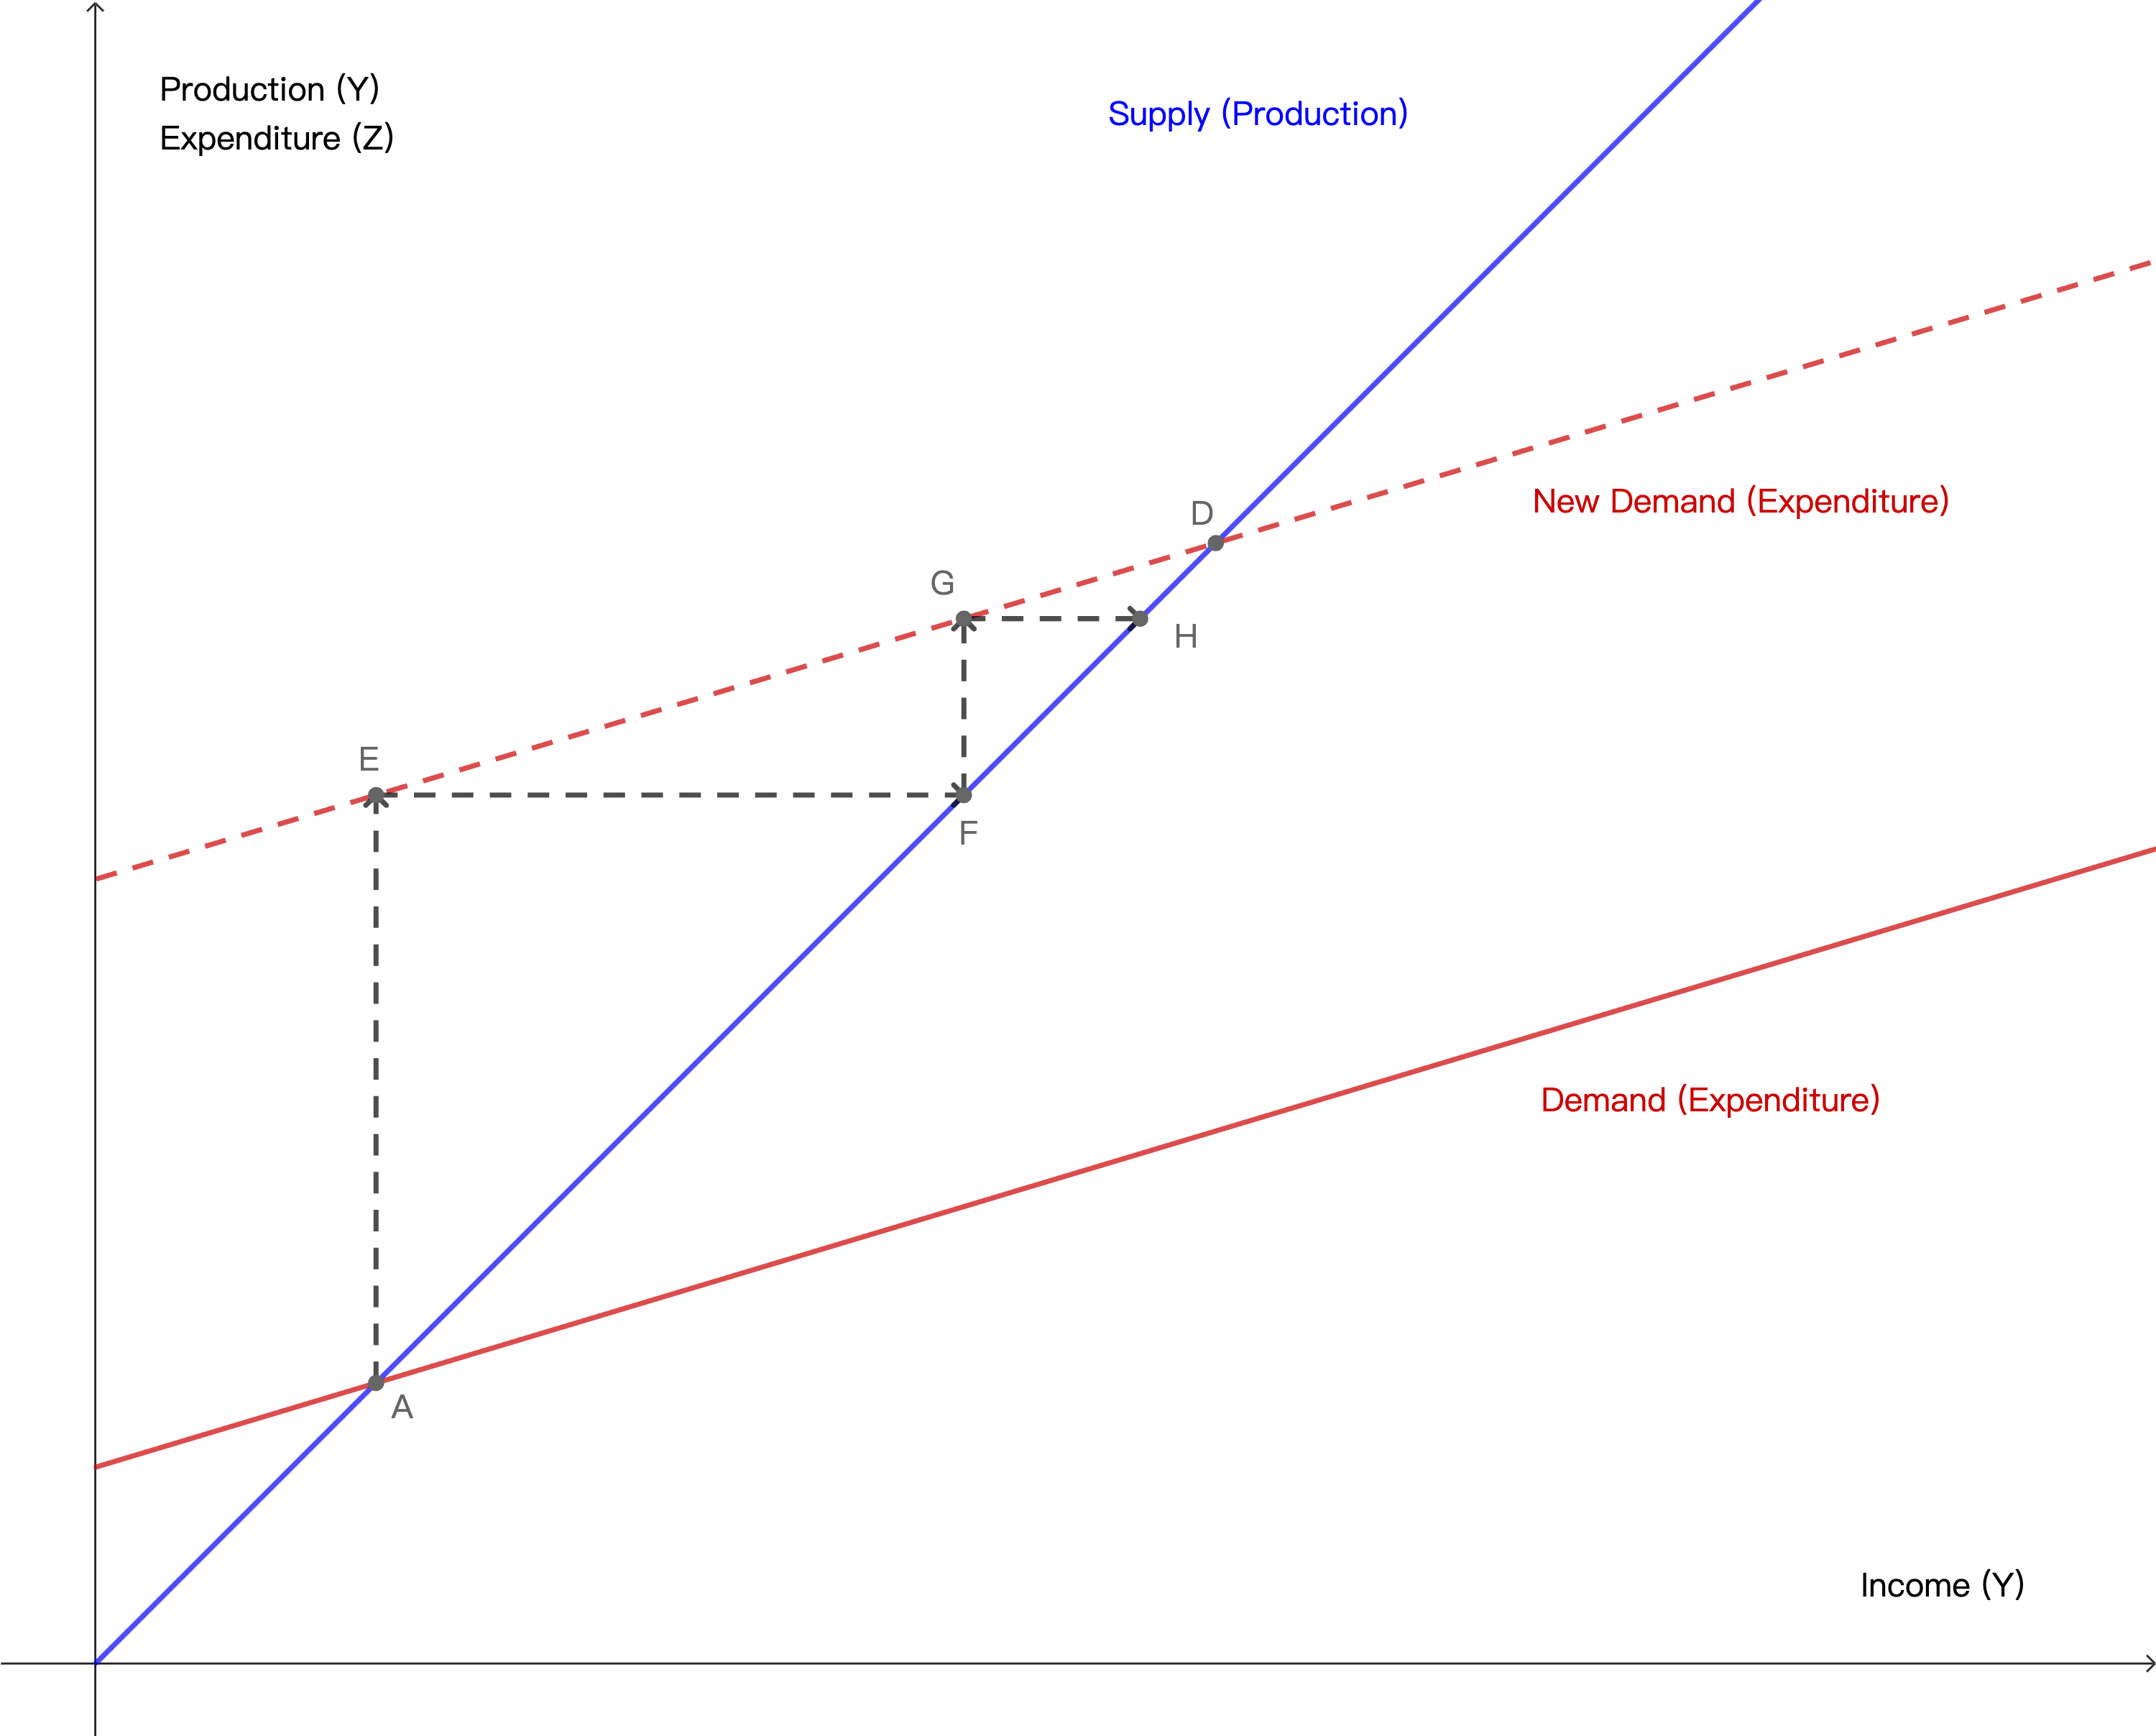 Production (Y)
Expenditure (Z)
Supply (Production)
New Demand (Expenditure)
D
G
H
E
F
Demand (Expenditure)
A
Income (Y)